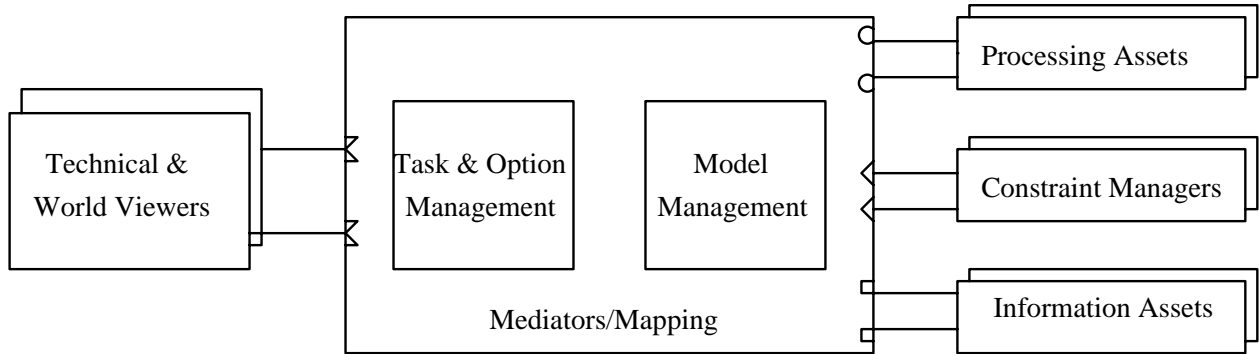 Technical &
World Viewers
Task & Option
Management
Model
Management
Mediators/Mapping
Processing Assets
Constraint Managers
Information Assets